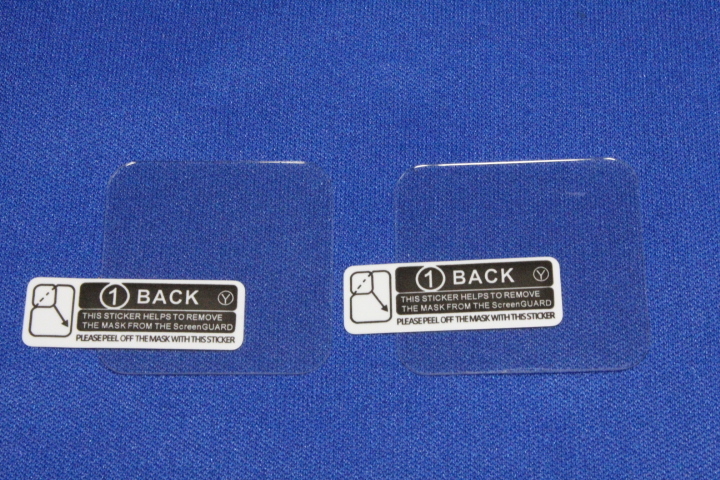 1 BACK Y
THIS STICKER HELPS TO REMOVE
THE MASK FROM THE ScreenGUARD
PLEASE PEEL OFF THE MASK WITH THIS STICKER
1 BACK Y
THIS STICKER HELPS TO REMOVE
THE MASK FROM THE ScreenGUARD
PLEASE PEEL OFF THE MASK WITH THIS STICKER